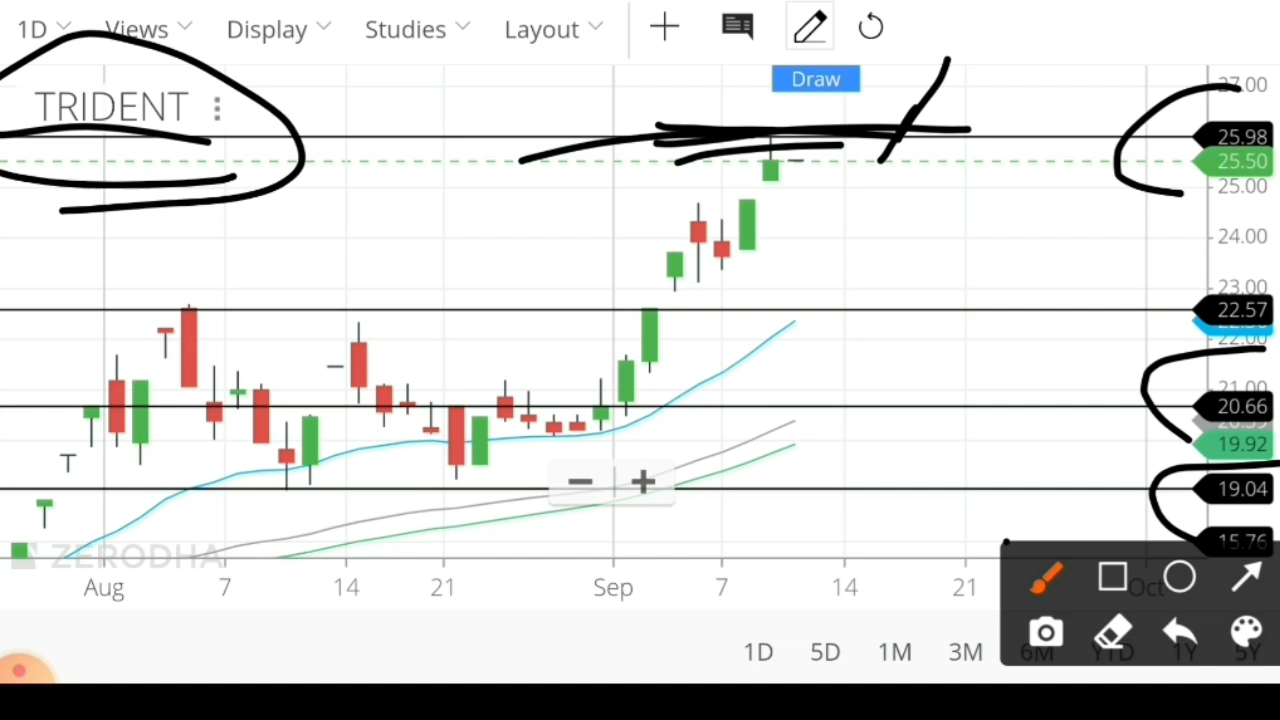 1D Views Display Studies Layout
Draw
TRIDENT
27.00
25.98
25.50
25.00
24.00
23.00
22.57
22.00
21.00
20.66
19.92
19.04
15.76
ZERODHA
Aug 7 14 21 Sep 7 14 21 Oct
1D 5D 1M 3M 6M YTD 1Y 5Y